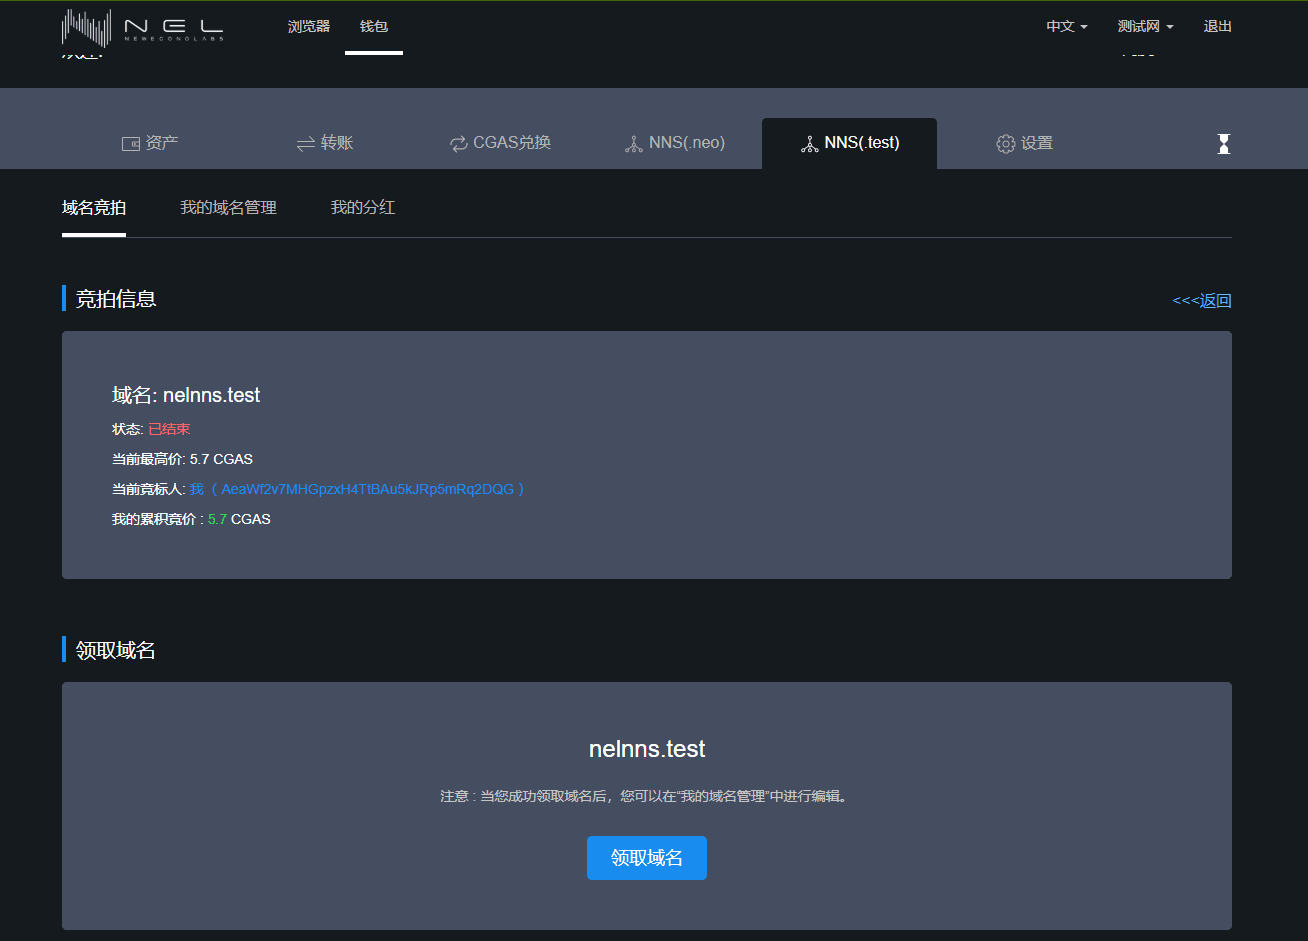 NEL 浏览器 钱包 中文 测试网 退出
NEWECONOLABS
资产 转账 CGAS兑换 NNS(.neo) NNS(.test) 设置
域名竞拍 我的域名管理 我的分红
竞拍信息 <<<返回
域名: nelnns.test
状态: 已结束
当前最高价: 5.7 CGAS
当前竞标人: 我（ AeaWf2v7MHGpzxH4TtBAu5kJRp5mRq2DQG ）
我的累积竞价 : 5.7 CGAS
领取域名
nelnns.test
注意 : 当您成功领取域名后，您可以在“我的域名管理”中进行编辑。
领取域名